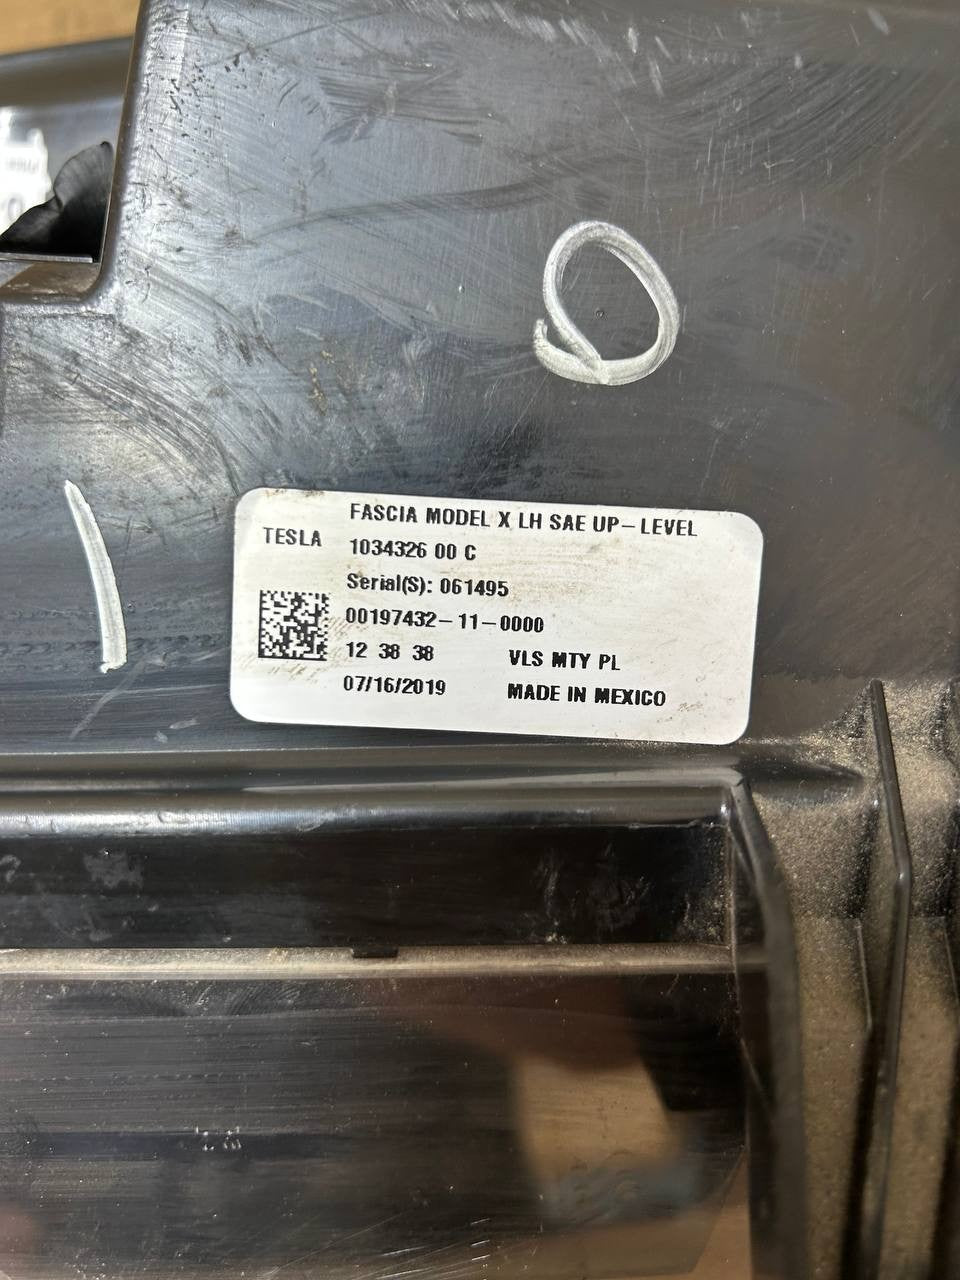 FASCIA MODEL X LH SAE UP-LEVEL
TESLA 1034326 00 C
Serial(S): 061495
00197432-11-0000
12 38 38 VLS MTY PL
07/16/2019 MADE IN MEXICO